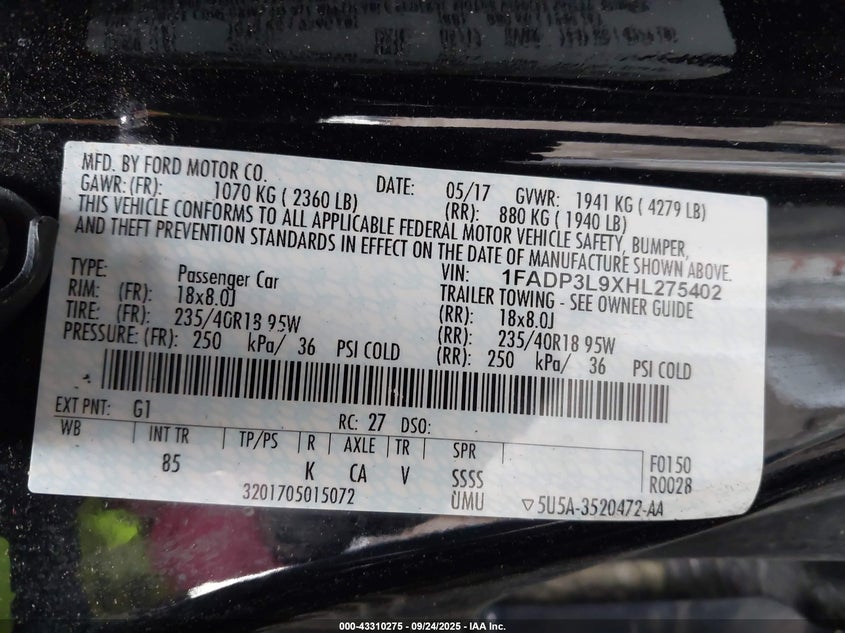 MFD. BY FORD MOTOR CO.
DATE: 05/17 GVWR: 1941 KG ( 4279 LB)
GAWR: (FR): 1070 KG ( 2360 LB) (RR): 880 KG ( 1940 LB)
THIS VEHICLE CONFORMS TO ALL APPLICABLE FEDERAL MOTOR VEHICLE SAFETY, BUMPER,
AND THEFT PREVENTION STANDARDS IN EFFECT ON THE DATE OF MANUFACTURE SHOWN ABOVE.
VIN: 1FADP3L9XHL275402
TYPE: Passenger Car TRAILER TOWING - SEE OWNER GUIDE
RIM: (FR): 18x8.0J (RR): 18x8.0J
TIRE: (FR): 235/40R18 95W (RR): 235/40R18 95W
PRESSURE: (FR): 250 kPa/ 36 PSI COLD (RR): 250 kPa/ 36 PSI COLD
EXT PNT: G1 RC: 27 DSO:
WB INT TR TP/PS R AXLE TR SPR
85 K CA V SSSS F0150
UMU R0028
3201705015072 ▽5U5A-3520472-AA
000-43310275 - 09/24/2025 - IAA Inc.